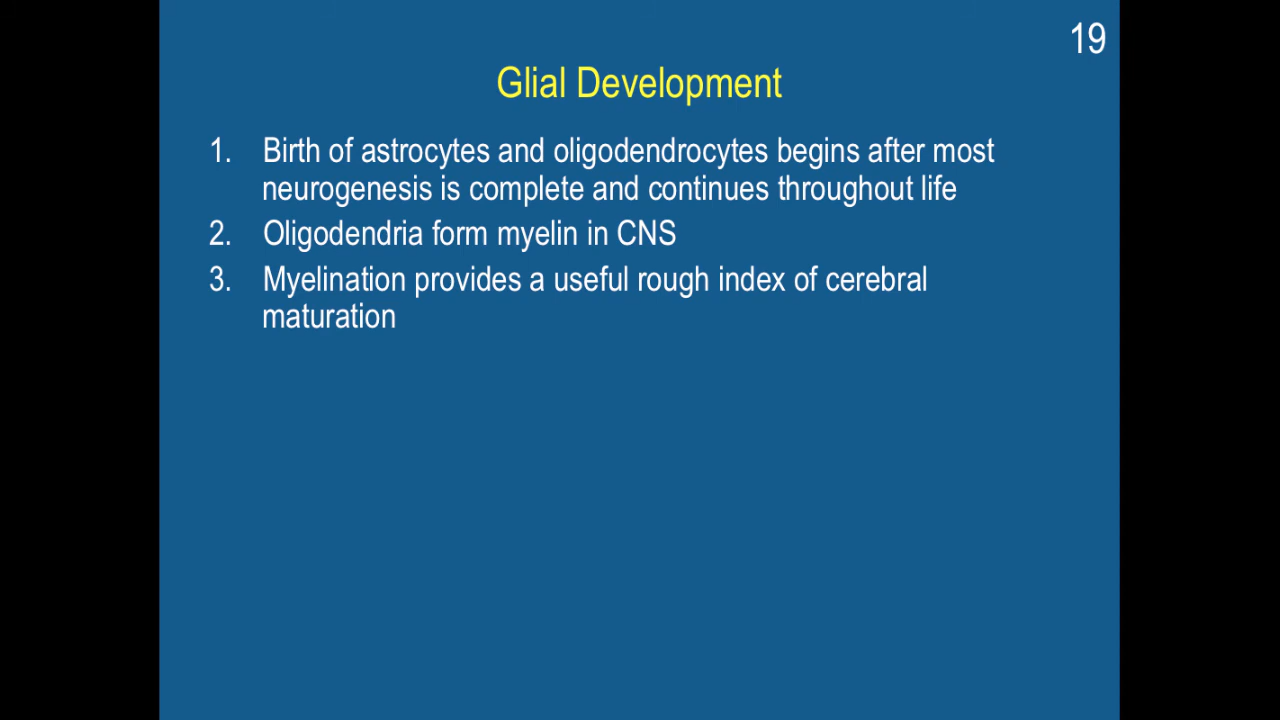 19
Glial Development
1. Birth of astrocytes and oligodendrocytes begins after most
neurogenesis is complete and continues throughout life
2. Oligodendria form myelin in CNS
3. Myelination provides a useful rough index of cerebral
maturation